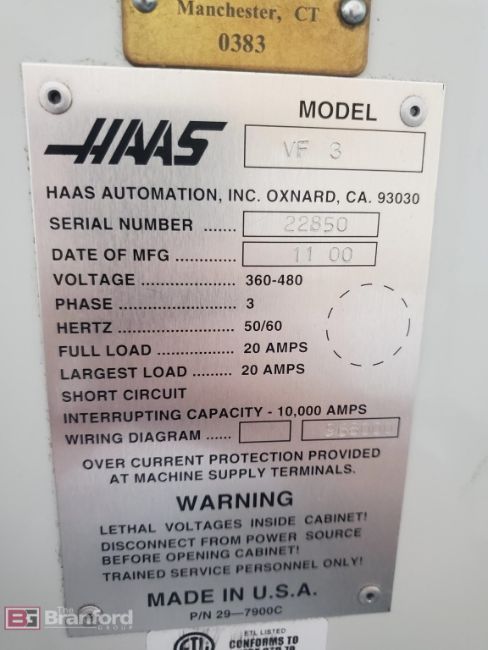 Manchester, CT
0383
HAAS
MODEL
VF 3
HAAS AUTOMATION, INC. OXNARD, CA. 93030
SERIAL NUMBER ....... 22850
DATE OF MFG ............... 11 00
VOLTAGE ..................... 360-480
PHASE ......................... 3
HERTZ ......................... 50/60
FULL LOAD .................. 20 AMPS
LARGEST LOAD ......... 20 AMPS
SHORT CIRCUIT
INTERRUPTING CAPACITY - 10,000 AMPS
WIRING DIAGRAM ......
OVER CURRENT PROTECTION PROVIDED
AT MACHINE SUPPLY TERMINALS.
WARNING
LETHAL VOLTAGES INSIDE CABINET!
DISCONNECT FROM POWER SOURCE
BEFORE OPENING CABINET!
TRAINED SERVICE PERSONNEL ONLY!
MADE IN U.S.A.
P/N 29—7900C
BG The Branford GROUP
ETL LISTED
CONFORMS TO